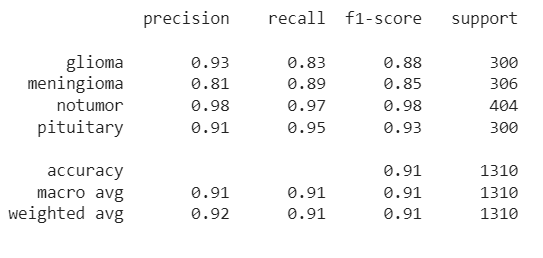 precision recall f1-score support
glioma 0.93 0.83 0.88 300
meningioma 0.81 0.89 0.85 306
notumor 0.98 0.97 0.98 404
pituitary 0.91 0.95 0.93 300
accuracy 0.91 1310
macro avg 0.91 0.91 0.91 1310
weighted avg 0.92 0.91 0.91 1310